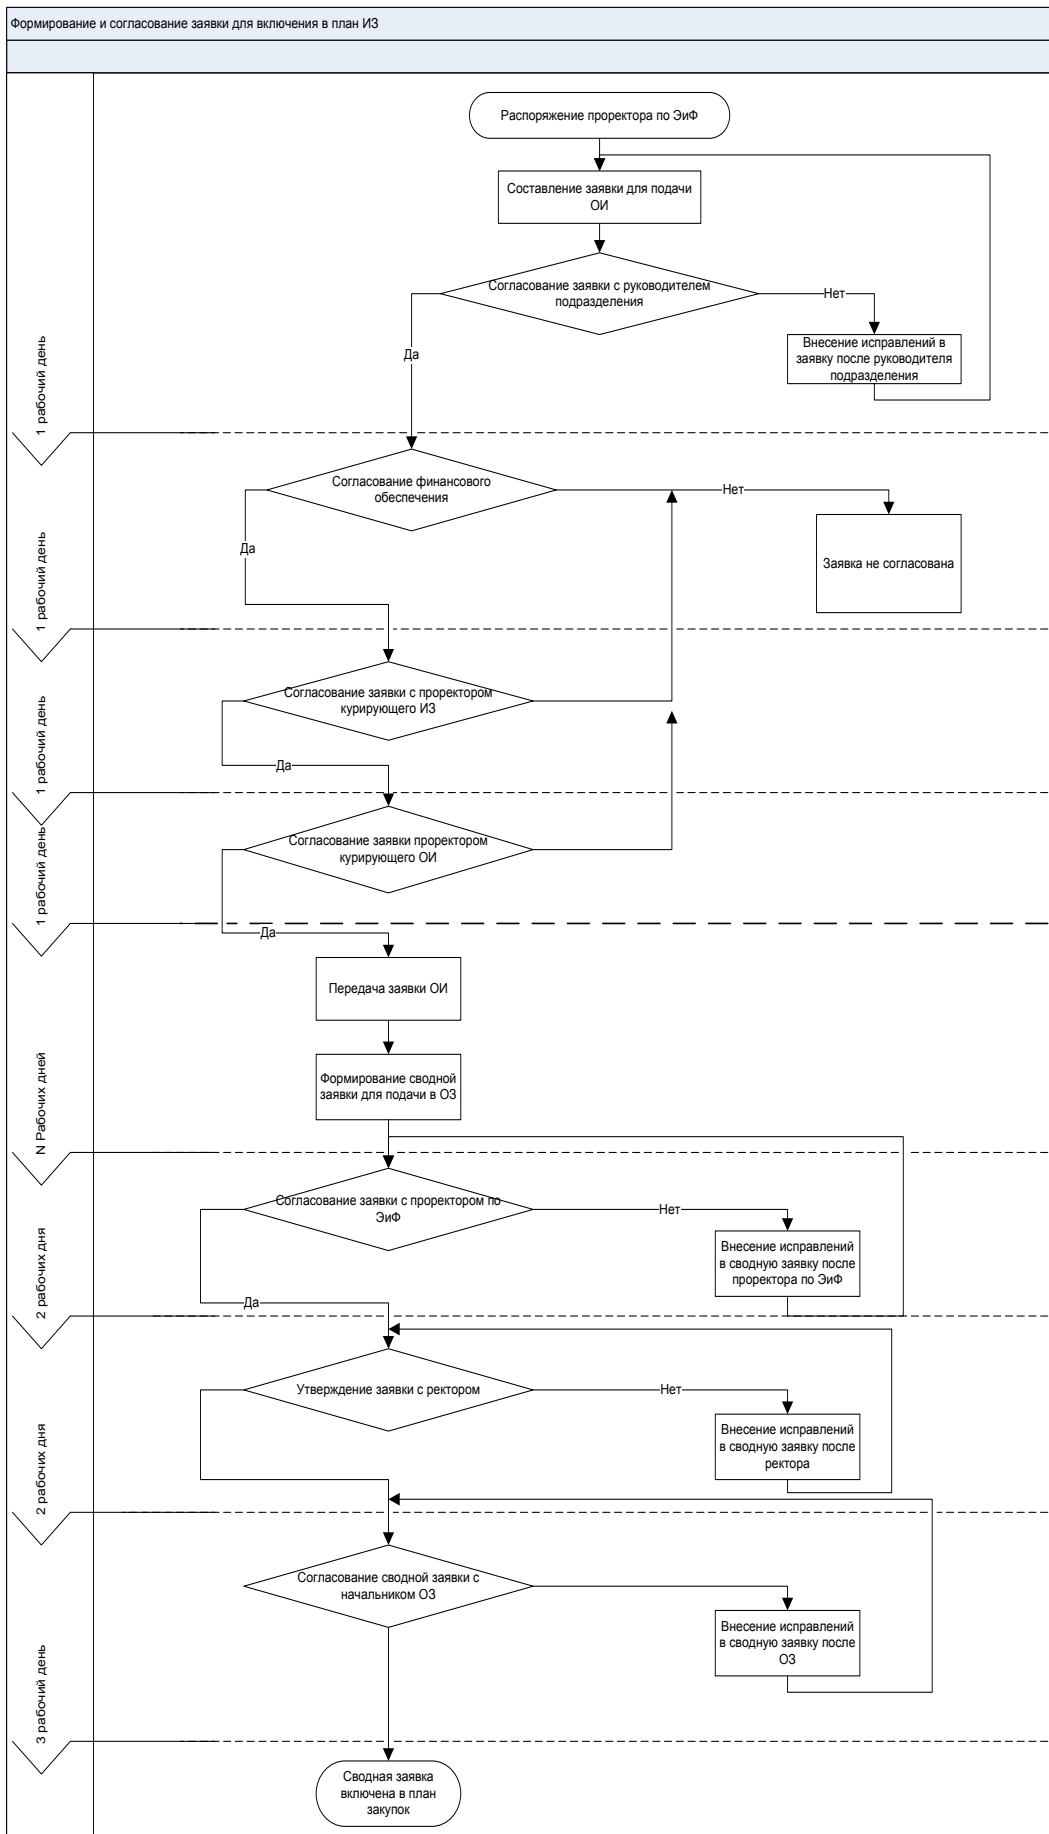 Формирование и согласование заявки для включения в план ИЗ
Распоряжение проректора по ЭиФ
Составление заявки для подачи
ОИ
Согласование заявки с руководителем
подразделения
Нет
Внесение исправлений в
заявку после руководителя
подразделения
Да
1 рабочий день
Согласование финансового
обеспечения
Нет
Да
Заявка не согласована
1 рабочий день
Согласование заявки с проректором
курирующего ИЗ
Да
1 рабочий день
Согласование заявки проректором
курирующего ОИ
1 рабочий день
Да
Передача заявки ОИ
Формирование сводной
заявки для подачи в ОЗ
N Рабочих дней
Согласование заявки с проректором по
ЭиФ
Нет
Внесение исправлений
в сводную заявку после
проректора по ЭиФ
Да
2 рабочих дня
Утверждение заявки с ректором
Нет
Внесение исправлений
в сводную заявку после
ректора
2 рабочих дня
Согласование сводной заявки с
начальником ОЗ
Внесение исправлений
в сводную заявку после
ОЗ
3 рабочий день
Сводная заявка
включена в план
закупок